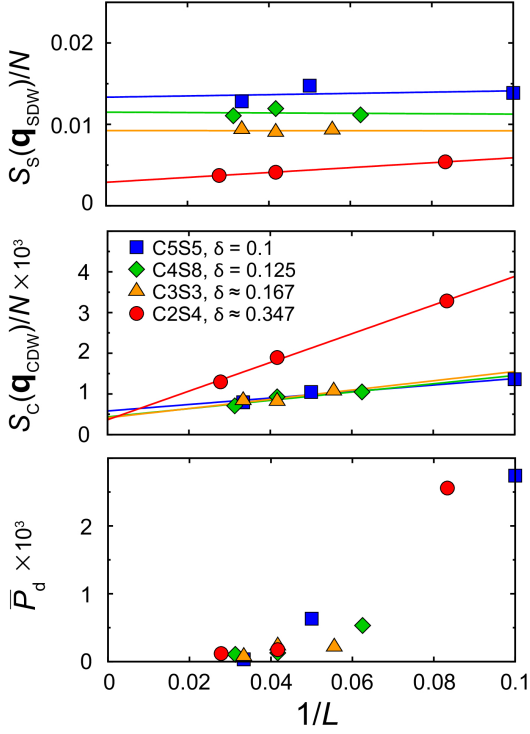 0.02
0.01
0
S_S(q_SDW)/N
C5S5, δ = 0.1
C4S8, δ = 0.125
C3S3, δ ≈ 0.167
C2S4, δ ≈ 0.347
4
3
2
1
0
S_C(q_CDW)/N ×10³
2
1
0
P̅_d ×10³
0 0.02 0.04 0.06 0.08 0.1
1/L